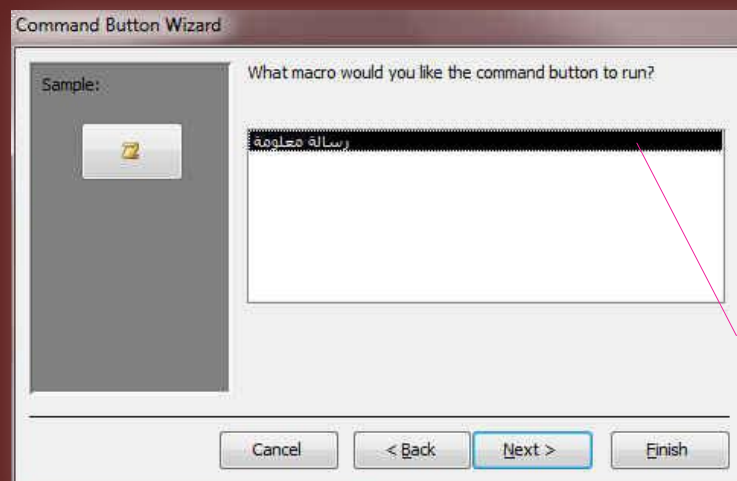 Command Button Wizard
Sample:
What macro would you like the command button to run?
رسالة معلومة
Cancel
< Back
Next >
Finish